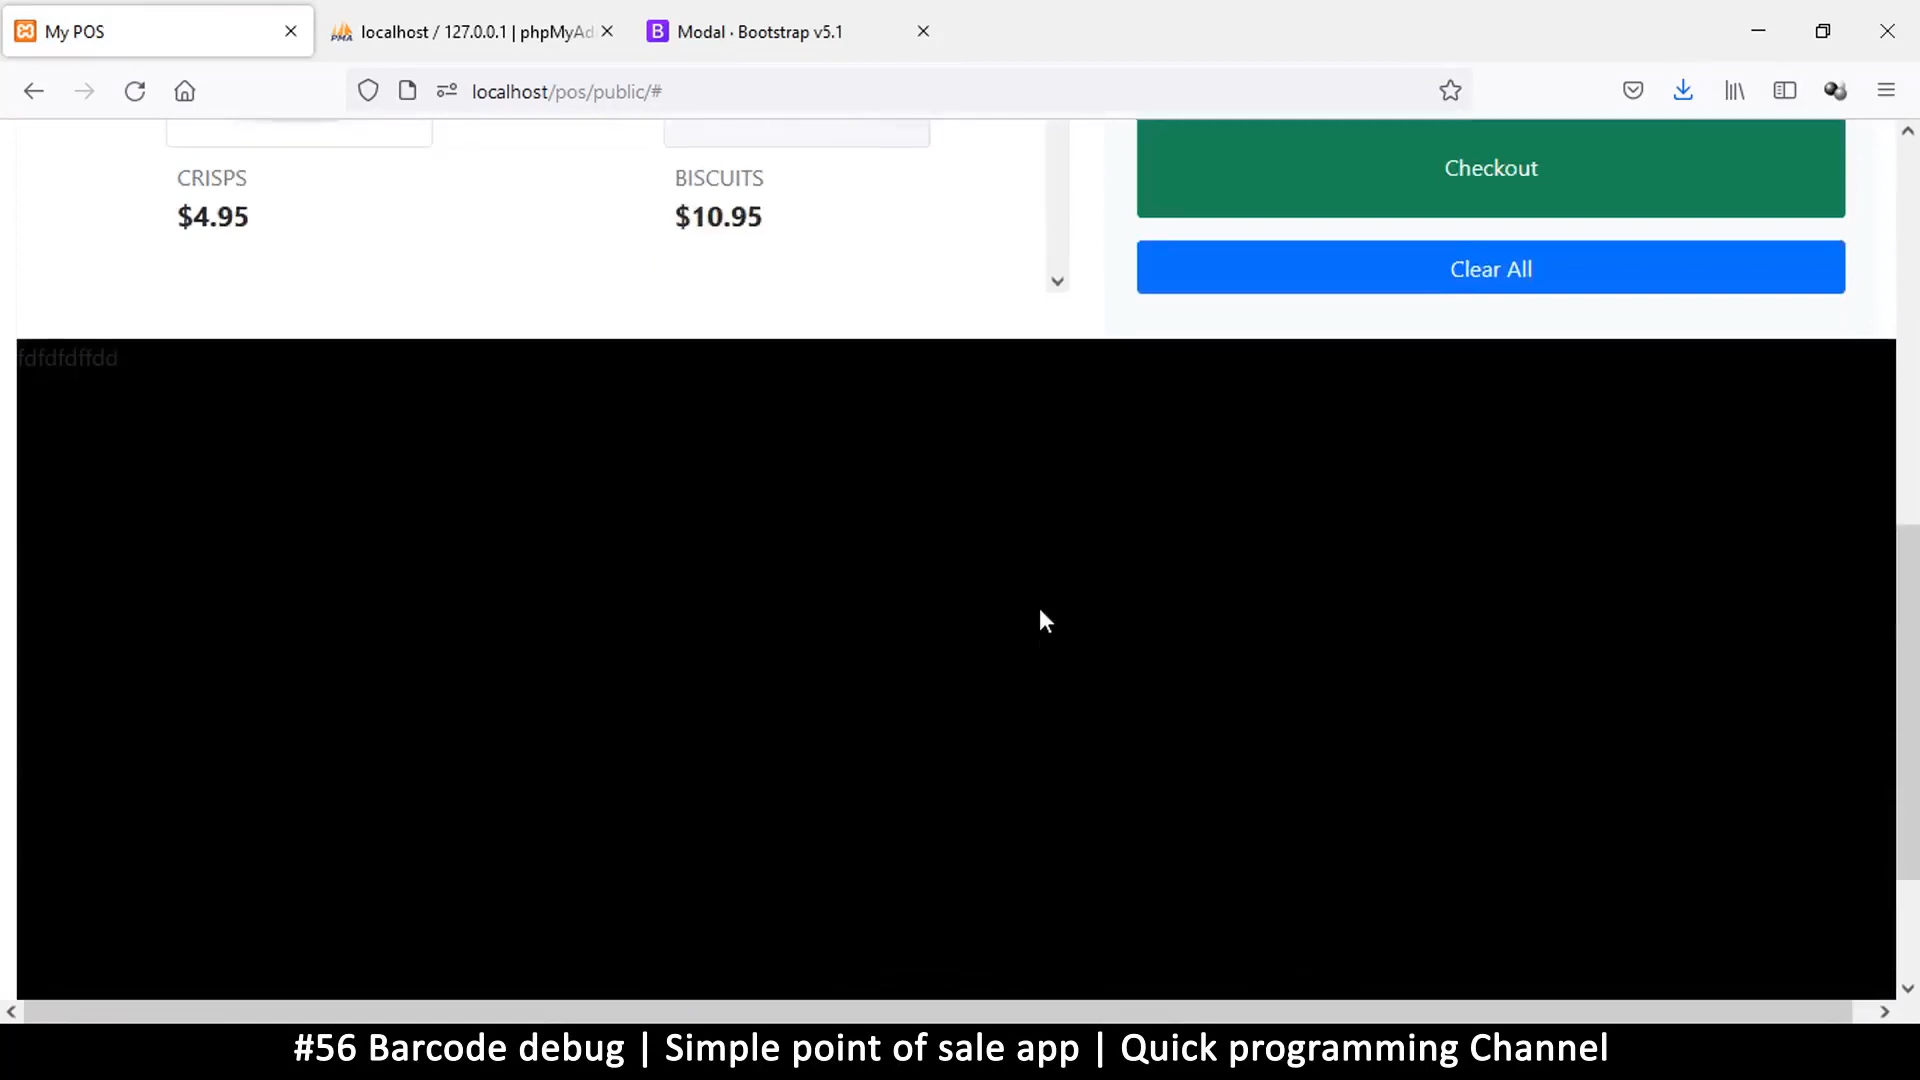 My POS
localhost / 127.0.0.1 | phpMyAd
Modal · Bootstrap v5.1
localhost/pos/public/#
CRISPS
$4.95
BISCUITS
$10.95
Checkout
Clear All
fdfdfdffdd
#56 Barcode debug | Simple point of sale app | Quick programming Channel